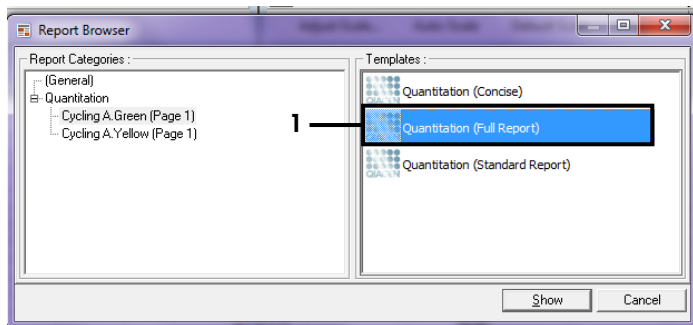 Report Browser
Report Categories :
(General)
Quantitation
Cycling A.Green (Page 1)
Cycling A.Yellow (Page 1)
Templates :
Quantitation (Concise)
1
Quantitation (Full Report)
Quantitation (Standard Report)
QIAGEN
Show
Cancel